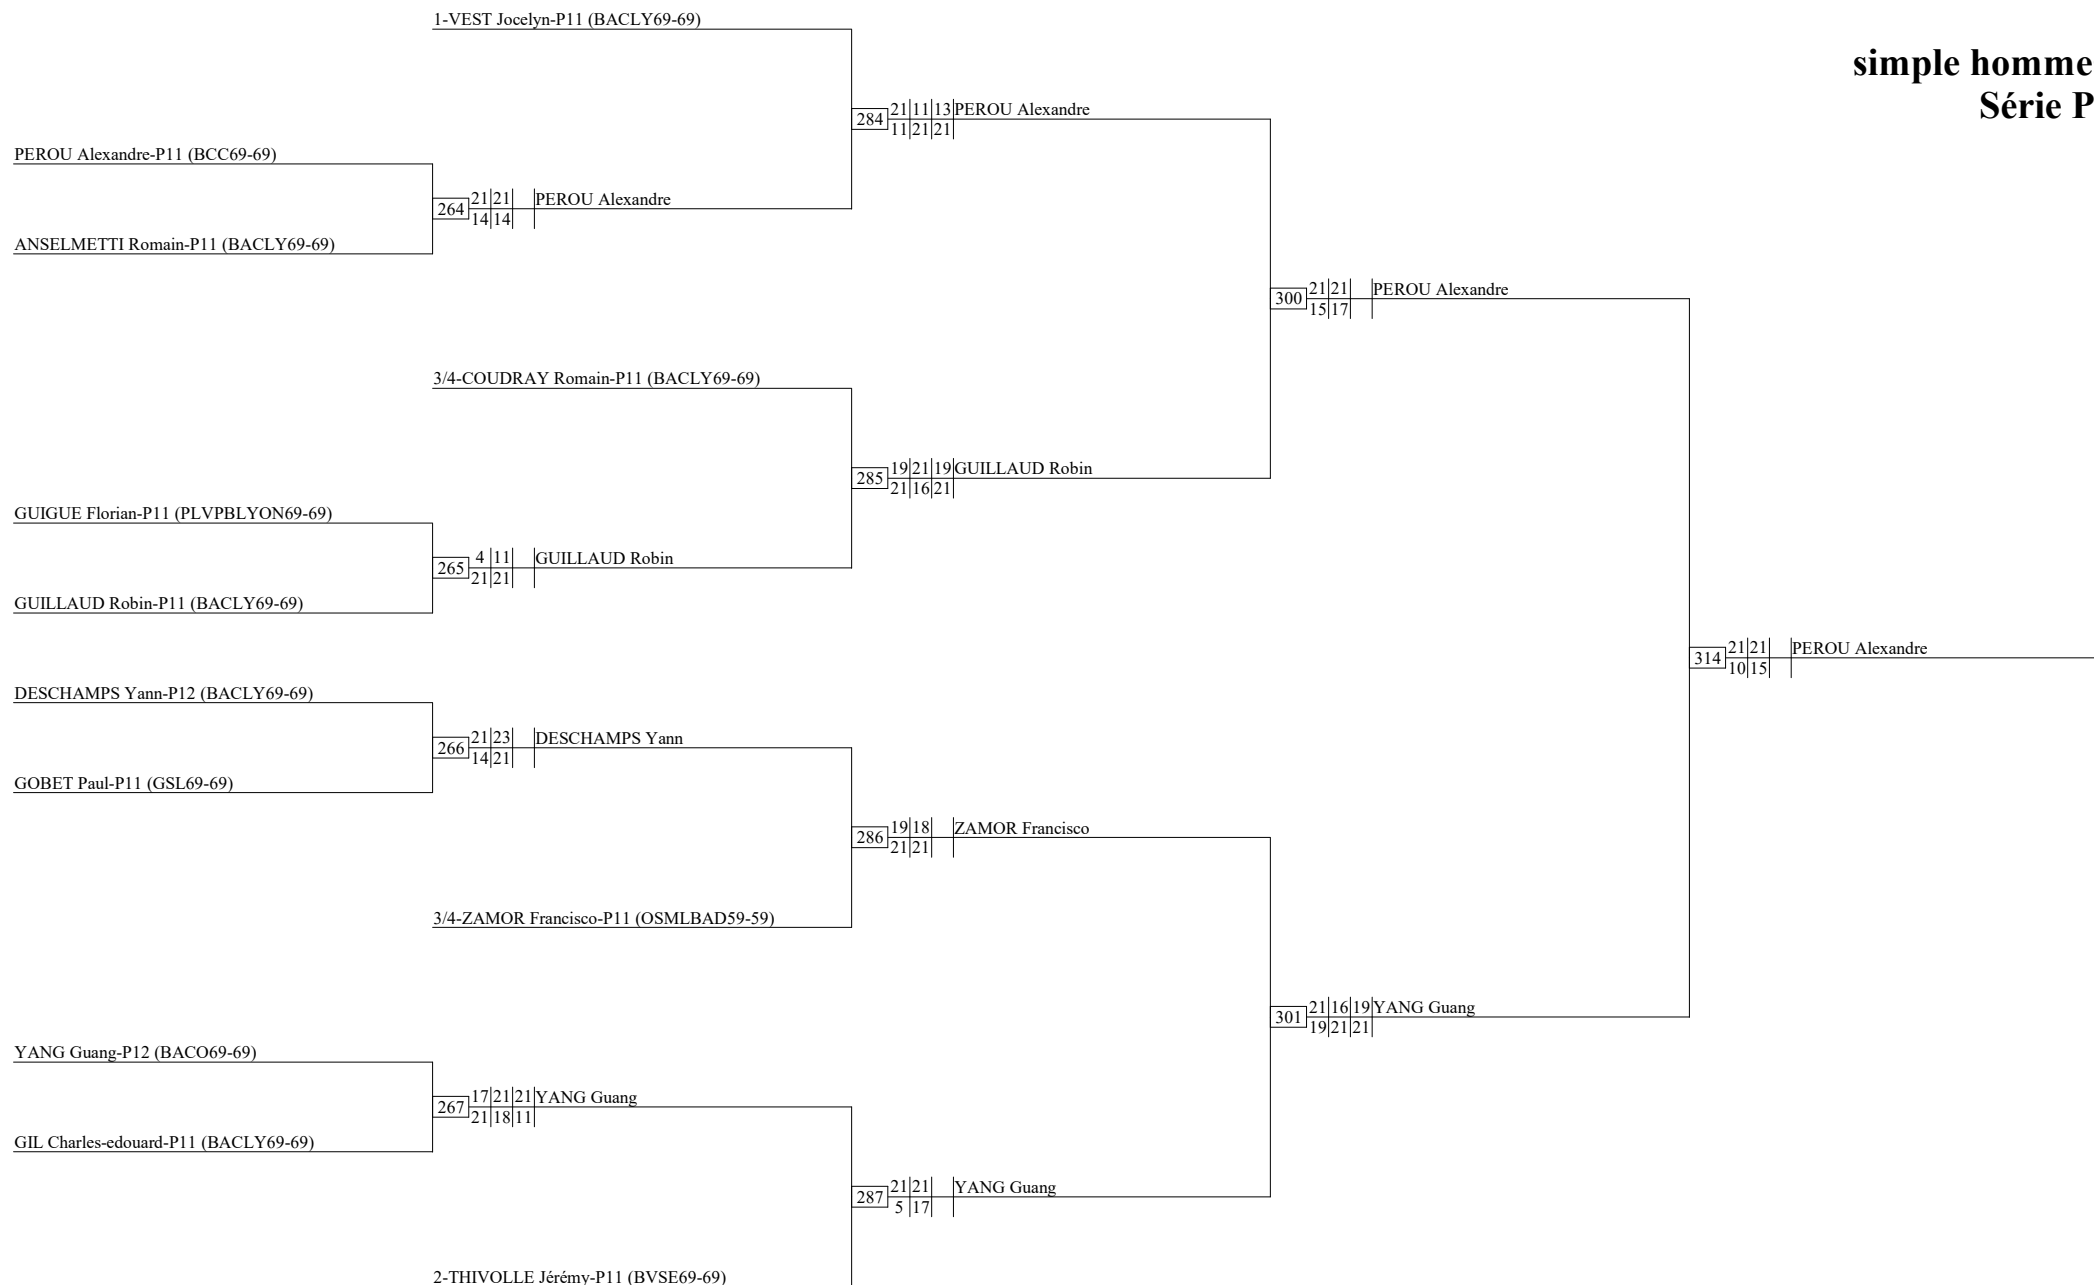 1-VEST Jocelyn-P11 (BACLY69-69)
simple homme
Série P
284 21 11 13 PEROU Alexandre
11 21 21
PEROU Alexandre-P11 (BCC69-69)
264 21 21 PEROU Alexandre
14 14
ANSELMETTI Romain-P11 (BACLY69-69)
300 21 21 PEROU Alexandre
15 17
3/4-COUDRAY Romain-P11 (BACLY69-69)
285 19 21 19 GUILLAUD Robin
21 16 21
GUIGUE Florian-P11 (PLVPBLYON69-69)
265 4 11 GUILLAUD Robin
21 21
GUILLAUD Robin-P11 (BACLY69-69)
314 21 21 PEROU Alexandre
10 15
DESCHAMPS Yann-P12 (BACLY69-69)
266 21 23 DESCHAMPS Yann
14 21
GOBET Paul-P11 (GSL69-69)
286 19 18 ZAMOR Francisco
21 21
3/4-ZAMOR Francisco-P11 (OSMLBAD59-59)
301 21 16 19 YANG Guang
19 21 21
YANG Guang-P12 (BACO69-69)
267 17 21 21 YANG Guang
21 18 11
GIL Charles-edouard-P11 (BACLY69-69)
287 21 21 YANG Guang
5 17
2-THIVOLLE Jérémy-P11 (BVSE69-69)